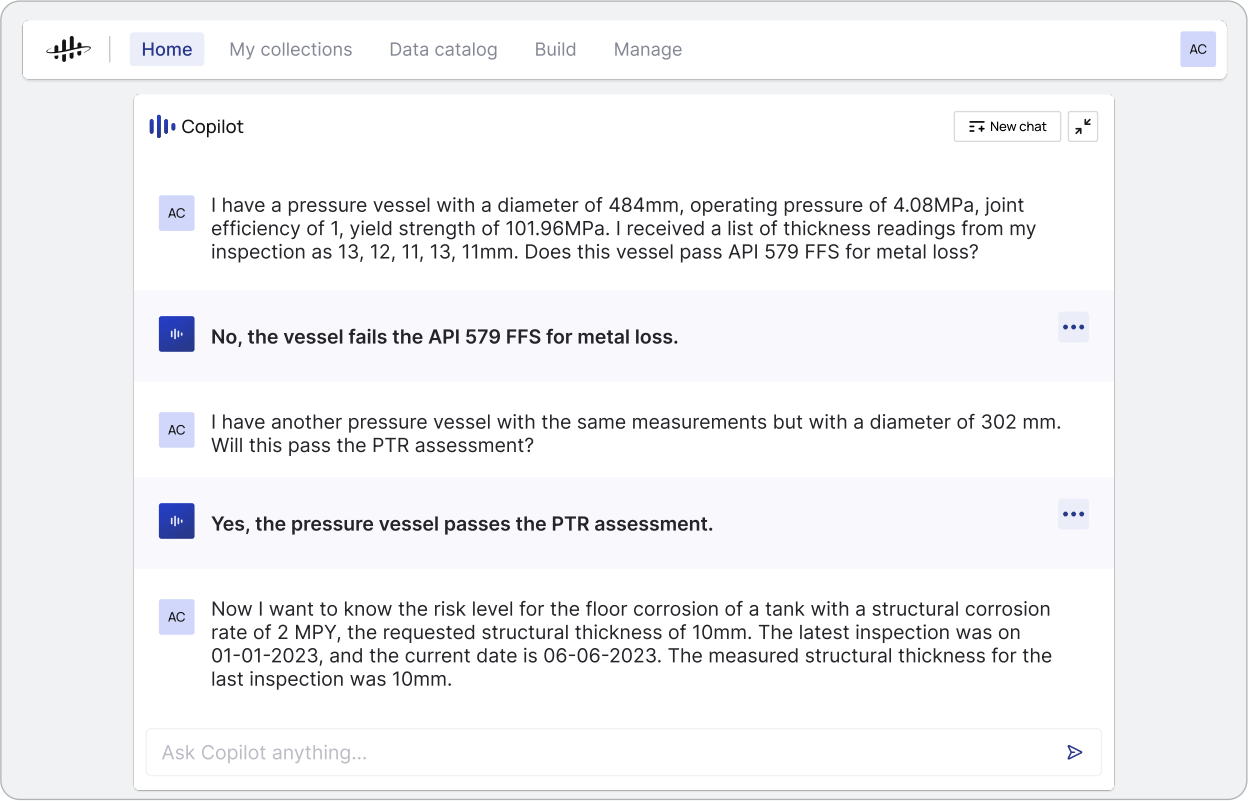 Home My collections Data catalog Build Manage AC
Copilot New chat
AC
I have a pressure vessel with a diameter of 484mm, operating pressure of 4.08MPa, joint
efficiency of 1, yield strength of 101.96MPa. I received a list of thickness readings from my
inspection as 13, 12, 11, 13, 11mm. Does this vessel pass API 579 FFS for metal loss?
No, the vessel fails the API 579 FFS for metal loss.
AC
I have another pressure vessel with the same measurements but with a diameter of 302 mm.
Will this pass the PTR assessment?
Yes, the pressure vessel passes the PTR assessment.
AC
Now I want to know the risk level for the floor corrosion of a tank with a structural corrosion
rate of 2 MPY, the requested structural thickness of 10mm. The latest inspection was on
01-01-2023, and the current date is 06-06-2023. The measured structural thickness for the
last inspection was 10mm.
Ask Copilot anything...